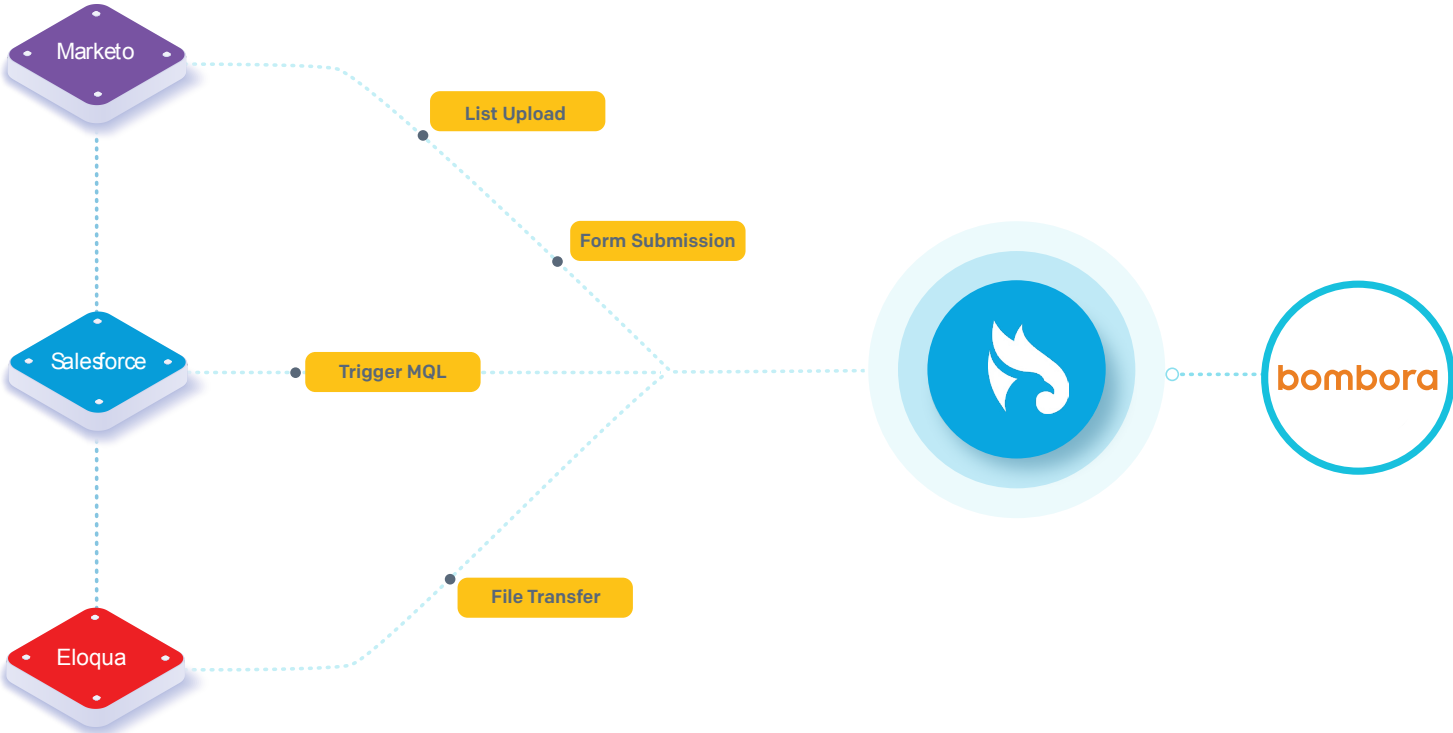 Marketo
List Upload
Form Submission
Salesforce
Trigger MQL
bombora
File Transfer
Eloqua